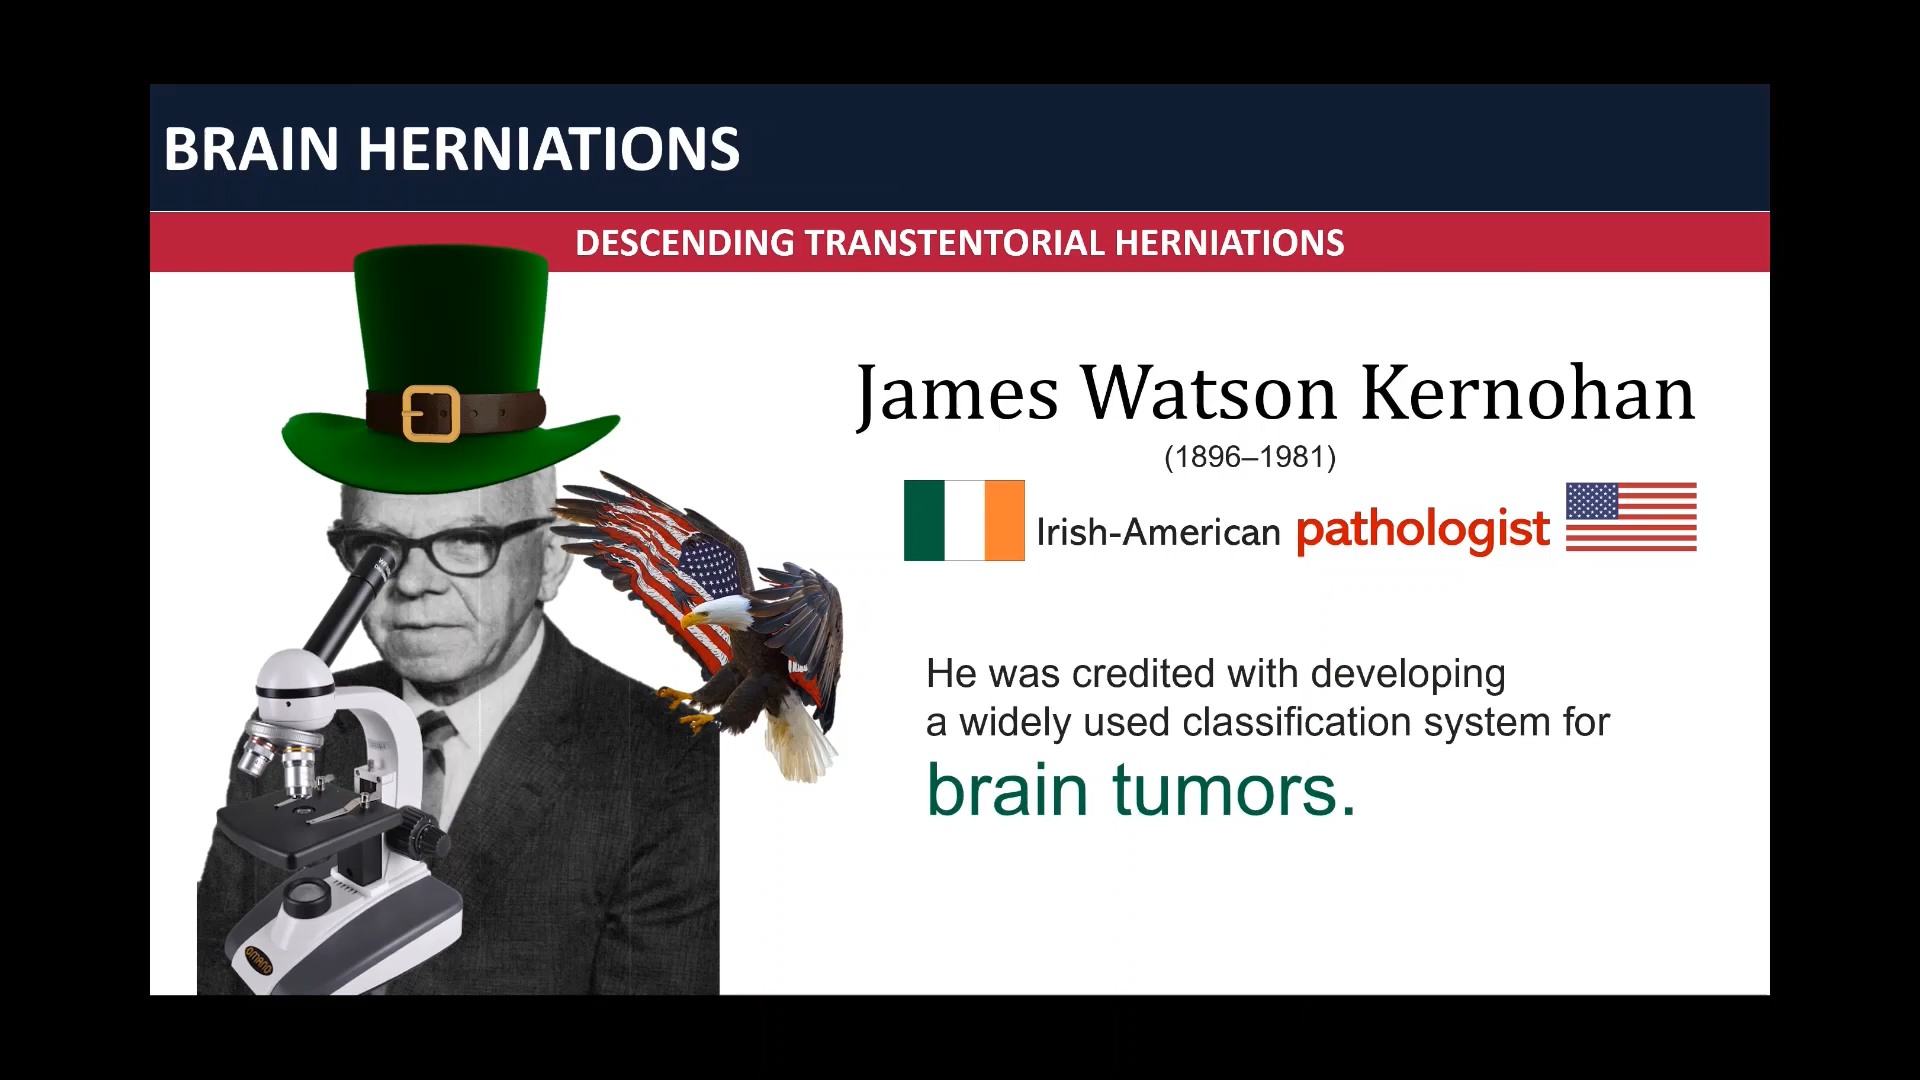 BRAIN HERNIATIONS
DESCENDING TRANSTENTORIAL HERNIATIONS
James Watson Kernohan
(1896–1981)
Irish-American pathologist
He was credited with developing
a widely used classification system for
brain tumors.
OMANO